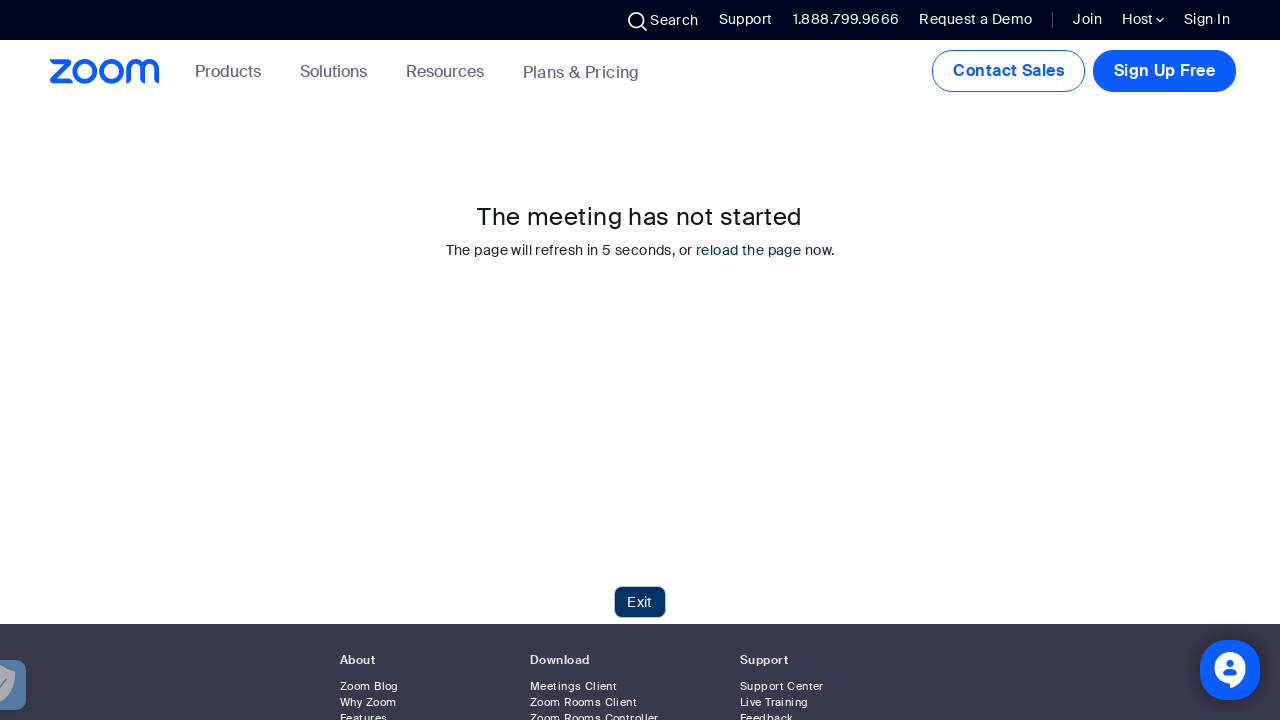 Search Support 1.888.799.9666 Request a Demo Join Host Sign In
zoom Products Solutions Resources Plans & Pricing Contact Sales Sign Up Free
The meeting has not started
The page will refresh in 5 seconds, or reload the page now.
Exit
About Download Support
Zoom Blog Meetings Client Support Center
Why Zoom Zoom Rooms Client Live Training
Features Zoom Rooms Controller Feedback